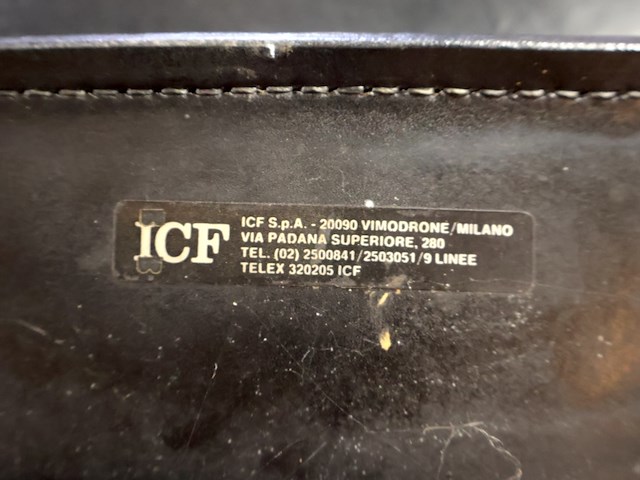 ICF
ICF S.p.A. - 20090 VIMODRONE/MILANO
VIA PADANA SUPERIORE, 280
TEL. (02) 2500841/2503051/9 LINEE
TELEX 320205 ICF